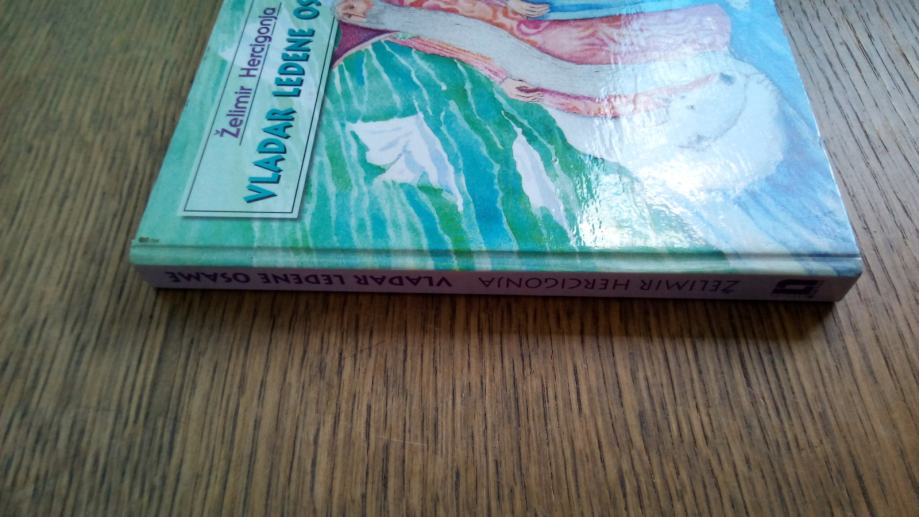 Želimir Hercigonja
VLADAR LEDENE OS
ŽELIMIR HERCIGONJA VLADAR LEDENE OSAME